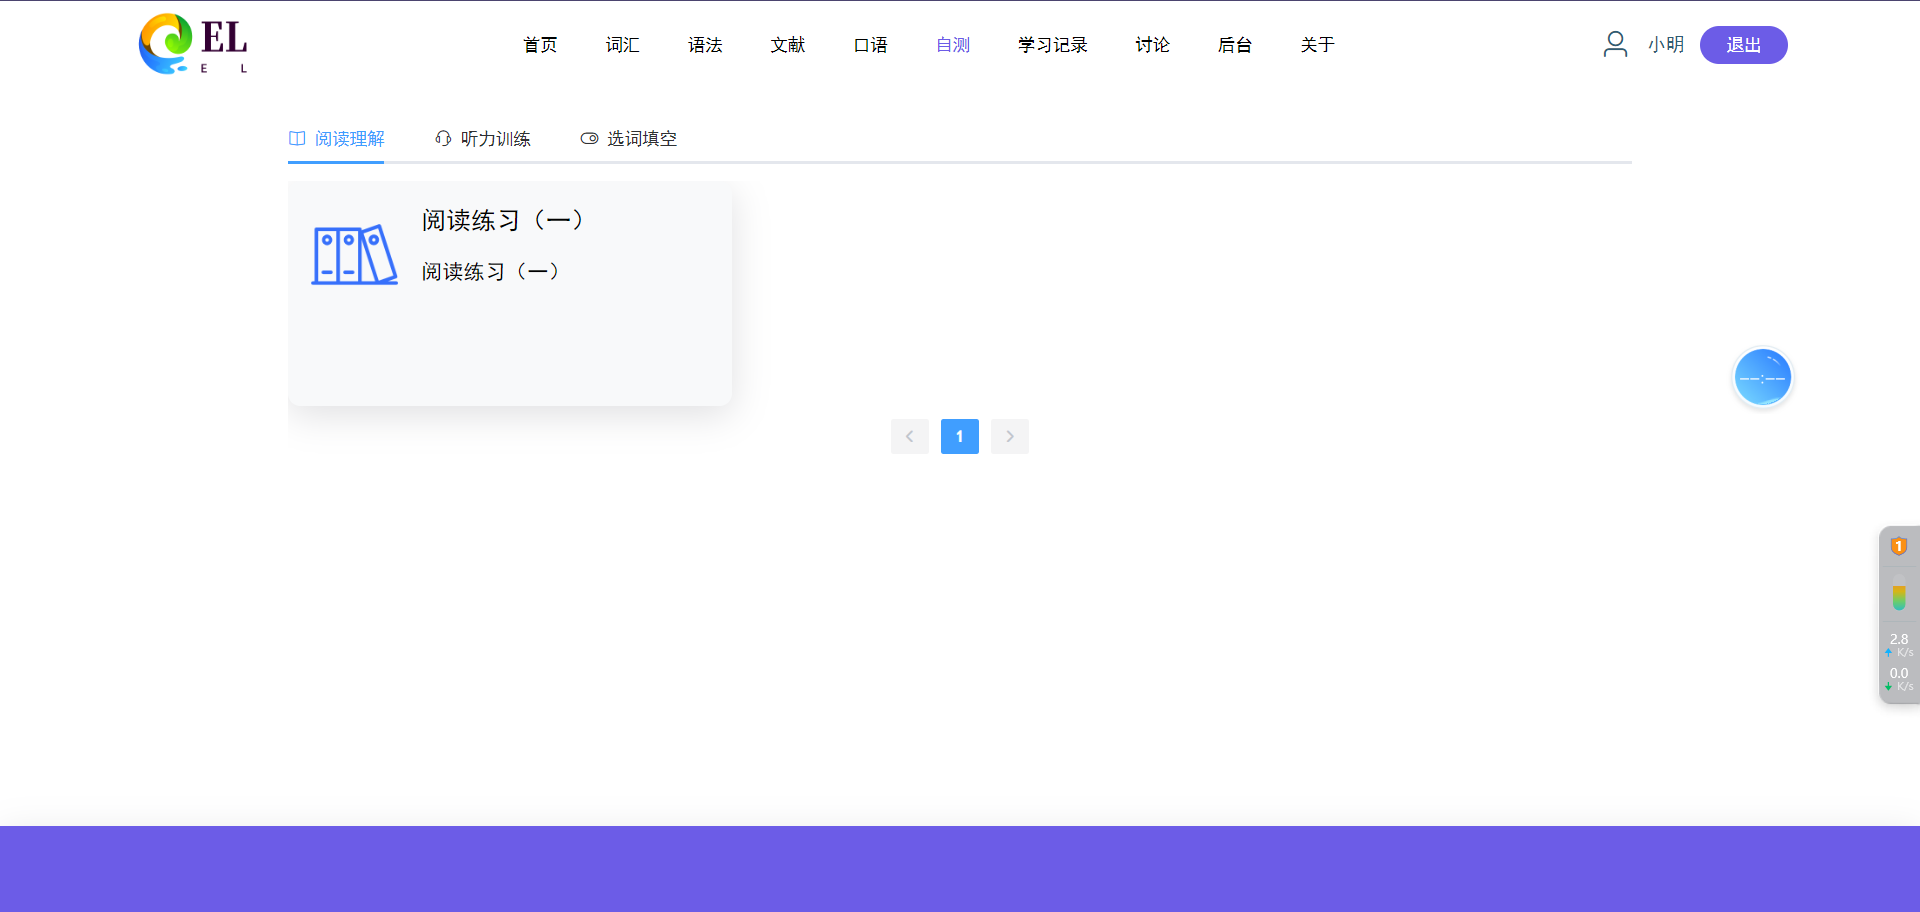 EL
E L
首页 词汇 语法 文献 口语 自测 学习记录 讨论 后台 关于
小明 退出
阅读理解 听力训练 选词填空
阅读练习（一）
阅读练习（一）
--:--
1
1
2.8
K/s
0.0
K/s